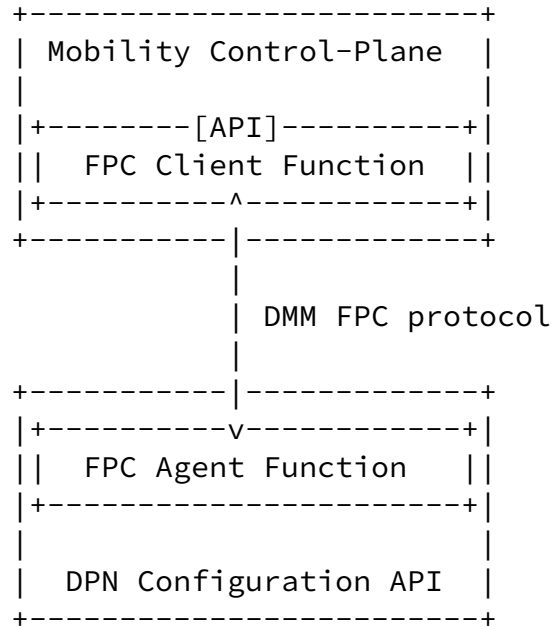 Mobility Control-Plane
[API]
FPC Client Function
DMM FPC protocol
FPC Agent Function
DPN Configuration API